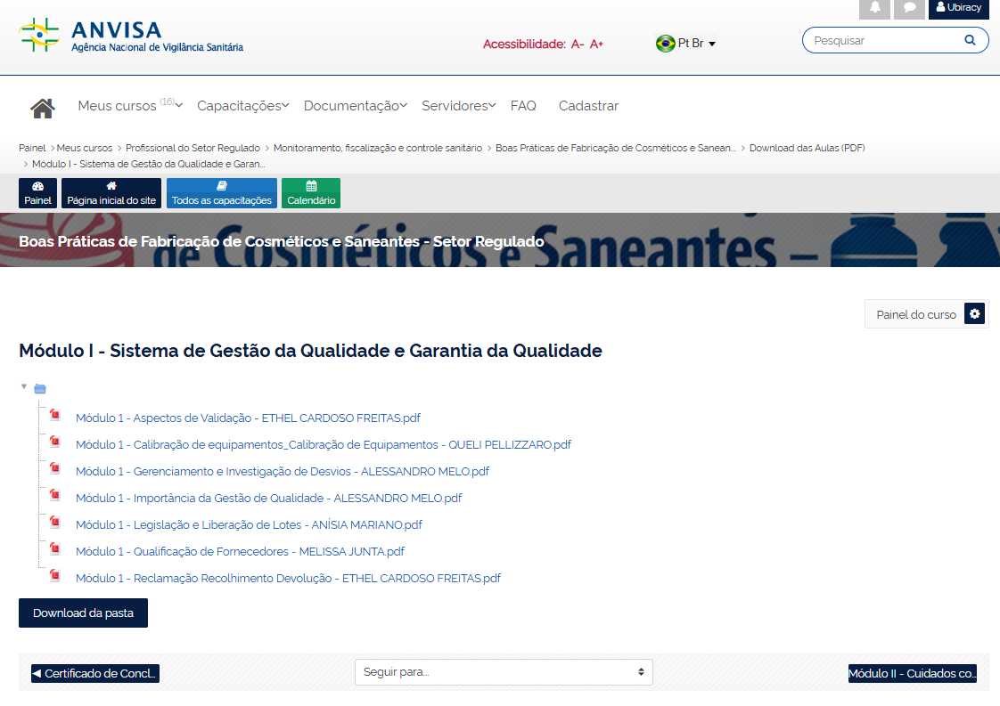 Ubiracy
ANVISA
Agência Nacional de Vigilância Sanitária
Acessibilidade: A- A+
Pt Br
Pesquisar
Meus cursos (16)
Capacitações
Documentação
Servidores
FAQ
Cadastrar
Painel > Meus cursos > Profissional do Setor Regulado > Monitoramento, fiscalização e controle sanitário > Boas Práticas de Fabricação de Cosméticos e Sanean... > Download das Aulas (PDF)
> Módulo I - Sistema de Gestão da Qualidade e Garan...
Painel
Página inicial do site
Todos as capacitações
Calendário
Boas Práticas de Fabricação de Cosméticos e Saneantes - Setor Regulado
de Cosméticos e Saneantes –
Painel do curso
Módulo I - Sistema de Gestão da Qualidade e Garantia da Qualidade
Módulo 1 - Aspectos de Validação - ETHEL CARDOSO FREITAS.pdf
Módulo 1 - Calibração de equipamentos_Calibração de Equipamentos - QUELI PELLIZZARO.pdf
Módulo 1 - Gerenciamento e Investigação de Desvios - ALESSANDRO MELO.pdf
Módulo 1 - Importância da Gestão de Qualidade - ALESSANDRO MELO.pdf
Módulo 1 - Legislação e Liberação de Lotes - ANÍSIA MARIANO.pdf
Módulo 1 - Qualificação de Fornecedores - MELISSA JUNTA.pdf
Módulo 1 - Reclamação Recolhimento Devolução - ETHEL CARDOSO FREITAS.pdf
Download da pasta
◀ Certificado de Concl...
Seguir para...
Módulo II - Cuidados co...